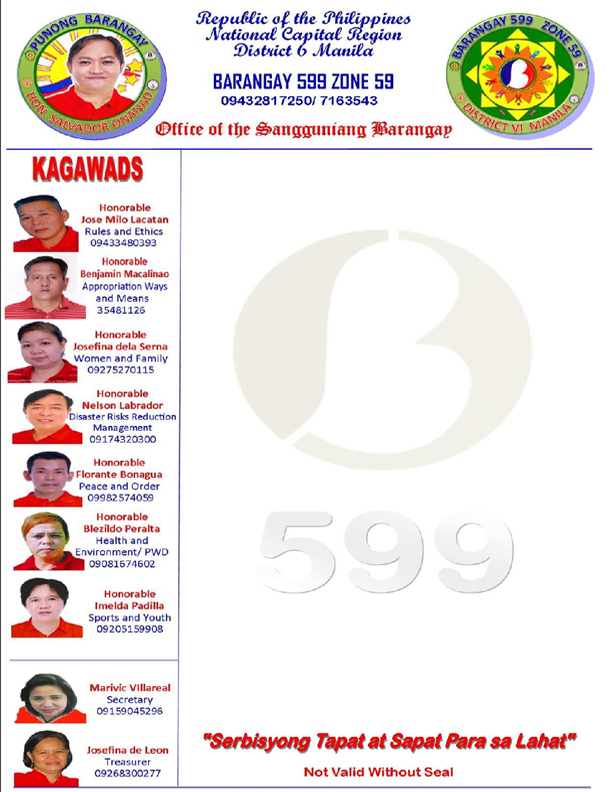 PUNONG BARANGAY
HON. SALVADOR ONANAD
Republic of the Philippines
National Capital Region
District 6 Manila
BARANGAY 599 ZONE 59
09432817250/ 7163543
Office of the Sangguniang Barangay
BARANGAY 599 ZONE 59
DISTRICT VI MANILA
KAGAWADS
Honorable
Jose Milo Lacatan
Rules and Ethics
09433480393
Honorable
Benjamin Macalinao
Appropriation Ways
and Means
35481126
Honorable
Josefina dela Serna
Women and Family
09275270115
Honorable
Nelson Labrador
Disaster Risks Reduction
Management
09174320300
Honorable
Florante Bonagua
Peace and Order
09982574059
Honorable
Blezildo Peralta
Health and
Environment/ PWD
09081674602
Honorable
Imelda Padilla
Sports and Youth
09205159908
Marivic VIllareal
Secretary
09159045296
Josefina de Leon
Treasurer
09268300277
B
599
"Serbisyong Tapat at Sapat Para sa Lahat"
Not Valid Without Seal